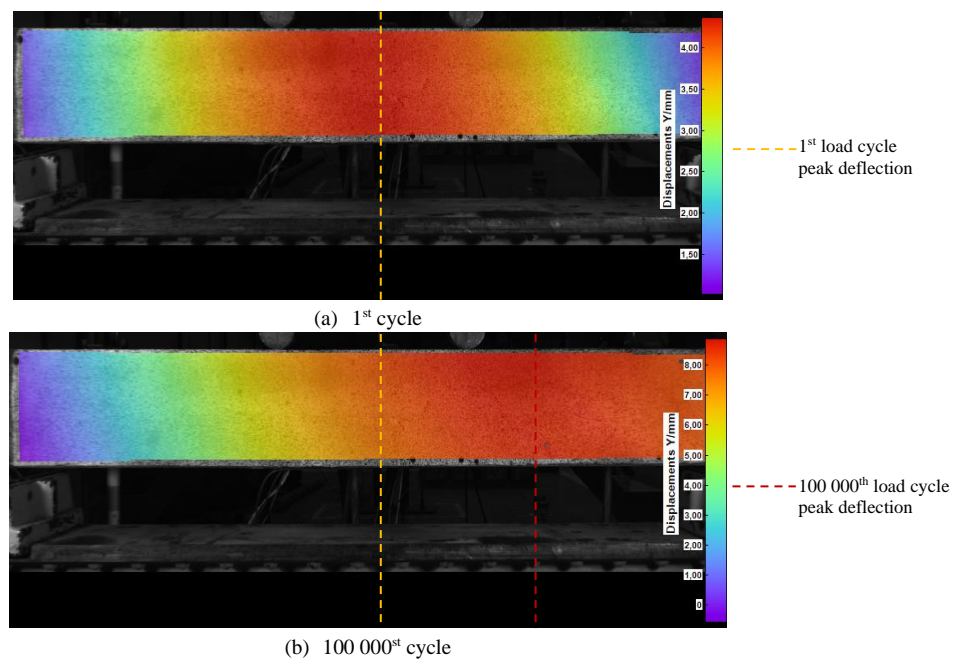 4,00
3,50
3,00
2,50
2,00
1,50
Displacements Y/mm
1st load cycle
peak deflection
(a) 1st cycle
8,00
7,00
6,00
5,00
4,00
3,00
2,00
1,00
0
Displacements Y/mm
100 000th load cycle
peak deflection
(b) 100 000st cycle